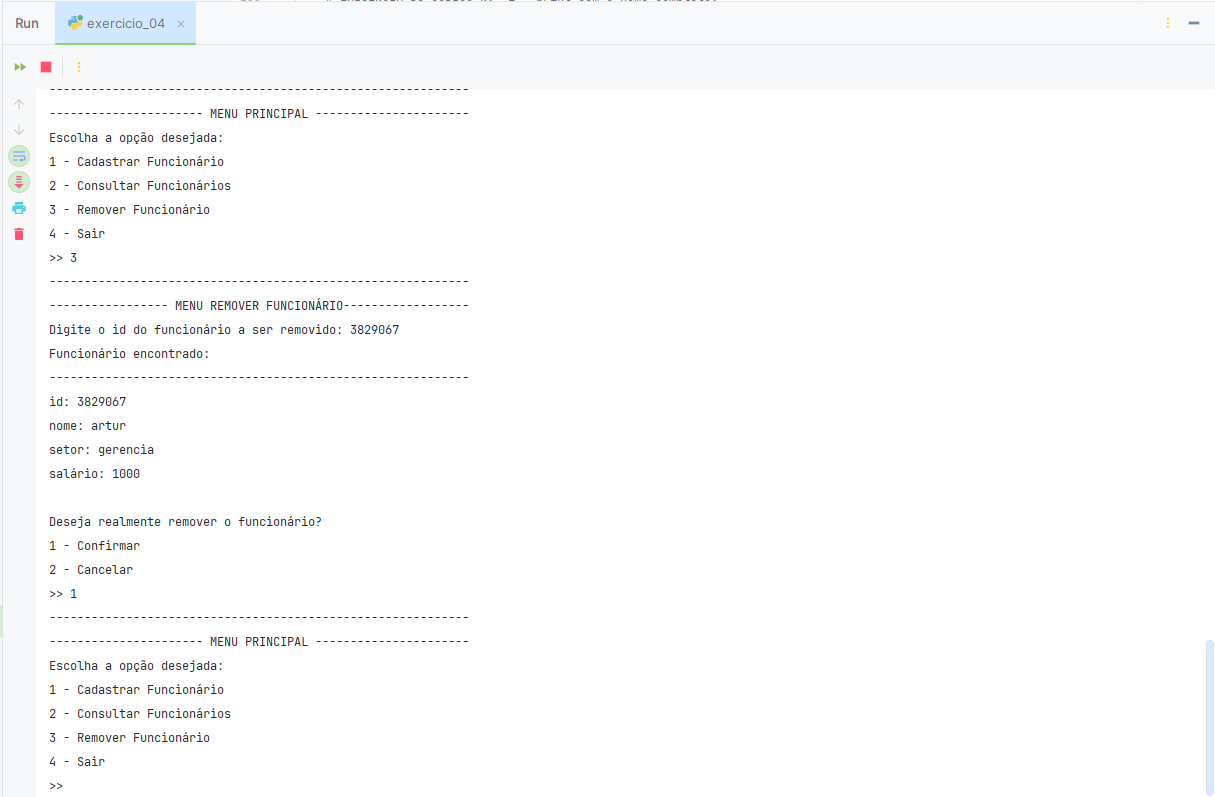 Run exercicio_04
------------------------------------------------------------
---------------------- MENU PRINCIPAL ----------------------
Escolha a opção desejada:
1 - Cadastrar Funcionário
2 - Consultar Funcionários
3 - Remover Funcionário
4 - Sair
>> 3
------------------------------------------------------------
----------------- MENU REMOVER FUNCIONÁRIO------------------
Digite o id do funcionário a ser removido: 3829067
Funcionário encontrado:
------------------------------------------------------------
id: 3829067
nome: artur
setor: gerencia
salário: 1000
Deseja realmente remover o funcionário?
1 - Confirmar
2 - Cancelar
>> 1
------------------------------------------------------------
---------------------- MENU PRINCIPAL ----------------------
Escolha a opção desejada:
1 - Cadastrar Funcionário
2 - Consultar Funcionários
3 - Remover Funcionário
4 - Sair
>>